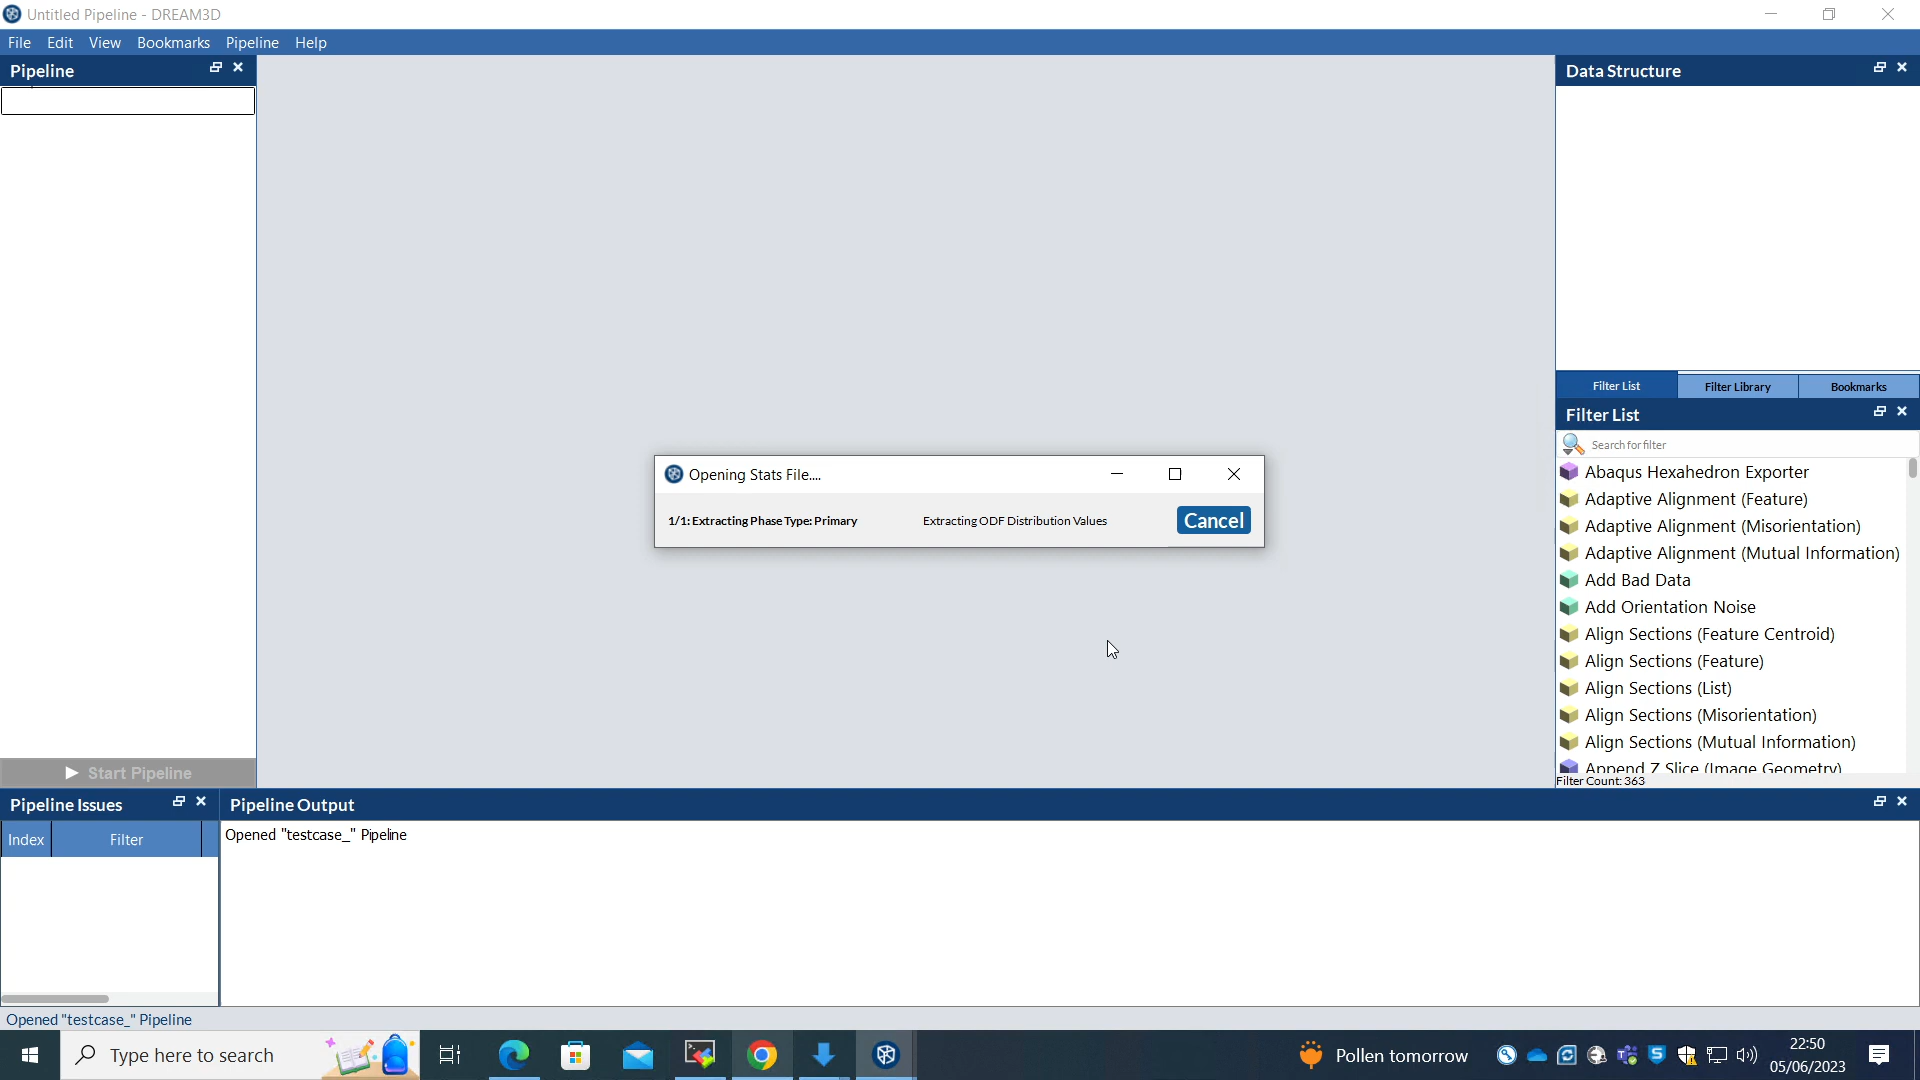 Untitled Pipeline - DREAM3D
File Edit View Bookmarks Pipeline Help
Pipeline
Data Structure
Filter List Filter Library Bookmarks
Filter List
Search for filter
Abaqus Hexahedron Exporter
Adaptive Alignment (Feature)
Adaptive Alignment (Misorientation)
Adaptive Alignment (Mutual Information)
Add Bad Data
Add Orientation Noise
Align Sections (Feature Centroid)
Align Sections (Feature)
Align Sections (List)
Align Sections (Misorientation)
Align Sections (Mutual Information)
Append Z Slice (Image Geometry)
Filter Count: 363
Opening Stats File....
1/1: Extracting Phase Type: Primary Extracting ODF Distribution Values Cancel
Start Pipeline
Pipeline Issues
Index Filter
Pipeline Output
Opened "testcase_" Pipeline
Opened "testcase_" Pipeline
Type here to search
Pollen tomorrow
22:50
05/06/2023